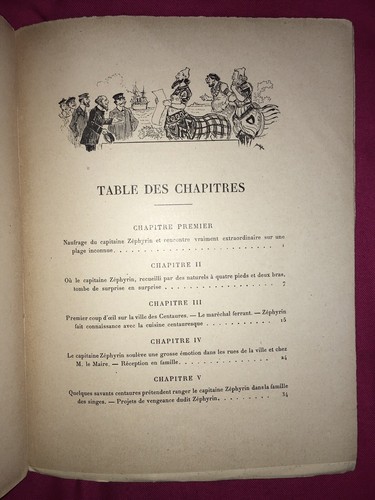 TABLE DES CHAPITRES
CHAPITRE PREMIER
Naufrage du capitaine Zéphyrin et rencontre vraiment extraordinaire sur une
plage inconnue. . . . . . . . . . . . . . . . . . . . 1
CHAPITRE II
Où le capitaine Zéphyrin, recueilli par des naturels à quatre pieds et deux bras,
tombe de surprise en surprise . . . . . . . . . . . . . . . 7
CHAPITRE III
Premier coup d'œil sur la ville des Centaures. — Le maréchal ferrant. — Zéphyrin
fait connaissance avec la cuisine centauresque . . . . . . . . . . 15
CHAPITRE IV
Le capitaine Zéphyrin soulève une grosse émotion dans les rues de la ville et chez
M. le Maire. — Réception en famille. . . . . . . . . . . . . 24
CHAPITRE V
Quelques savants centaures prétendent ranger le capitaine Zéphyrin dans la famille
des singes. — Projets de vengeance dudit Zéphyrin. . . . . . . . . 34